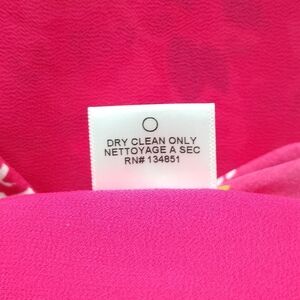 DRY CLEAN ONLY
NETTOYAGE A SEC
RN# 134851